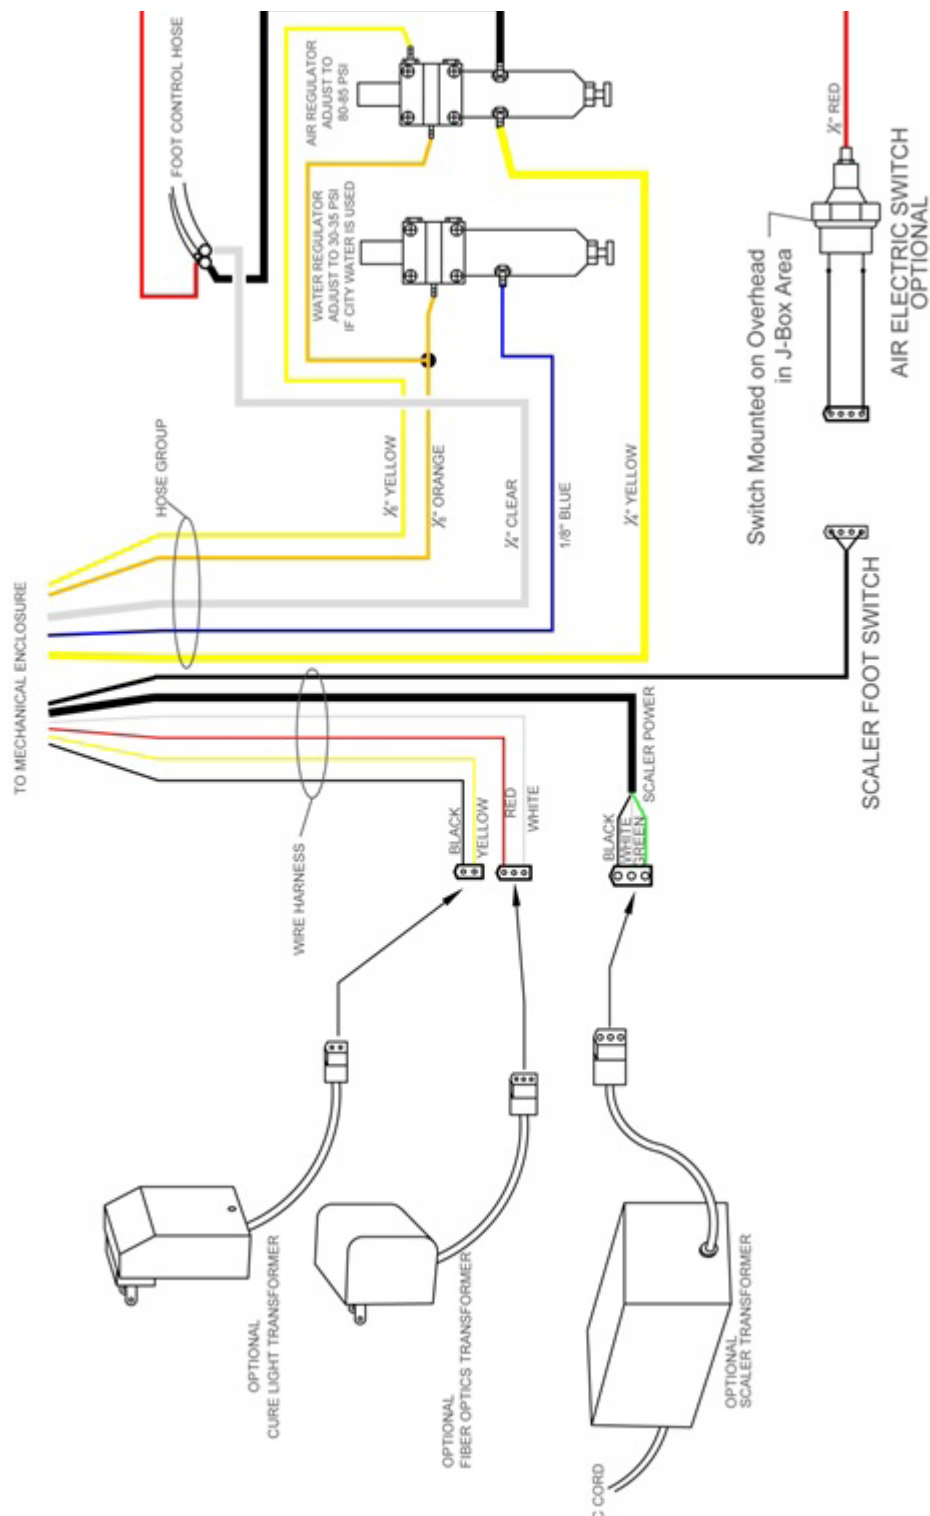 FOOT CONTROL HOSE
AIR REGULATOR
ADJUST TO
80-85 PSI
WATER REGULATOR
ADJUST TO 30-35 PSI
IF CITY WATER IS USED
⅛" RED
AIR ELECTRIC SWITCH
OPTIONAL
Switch Mounted on Overhead
in J-Box Area
HOSE GROUP
⅛" YELLOW
⅛" ORANGE
¼" CLEAR
1/8" BLUE
¼" YELLOW
TO MECHANICAL ENCLOSURE
SCALER FOOT SWITCH
WIRE HARNESS
BLACK
YELLOW
RED
WHITE
SCALER POWER
BLACK
WHITE
GREEN
OPTIONAL
CURE LIGHT TRANSFORMER
OPTIONAL
FIBER OPTICS TRANSFORMER
OPTIONAL
SCALER TRANSFORMER
C CORD